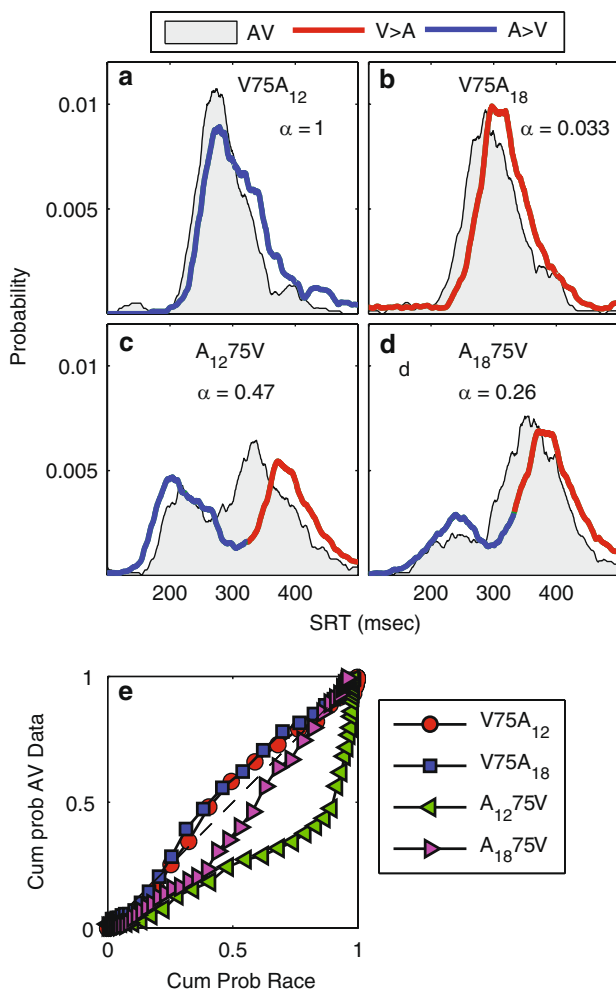 AV V>A A>V
a V75A₁₂
α = 1
b V75A₁₈
α = 0.033
0.01
0.005
Probability
c A₁₂75V
α = 0.47
d A₁₈75V
d
α = 0.26
0.01
0.005
200 300 400 200 300 400
SRT (msec)
e
1
0.5
0
Cum prob AV Data
0 0.5 1
Cum Prob Race
V75A₁₂
V75A₁₈
A₁₂75V
A₁₈75V